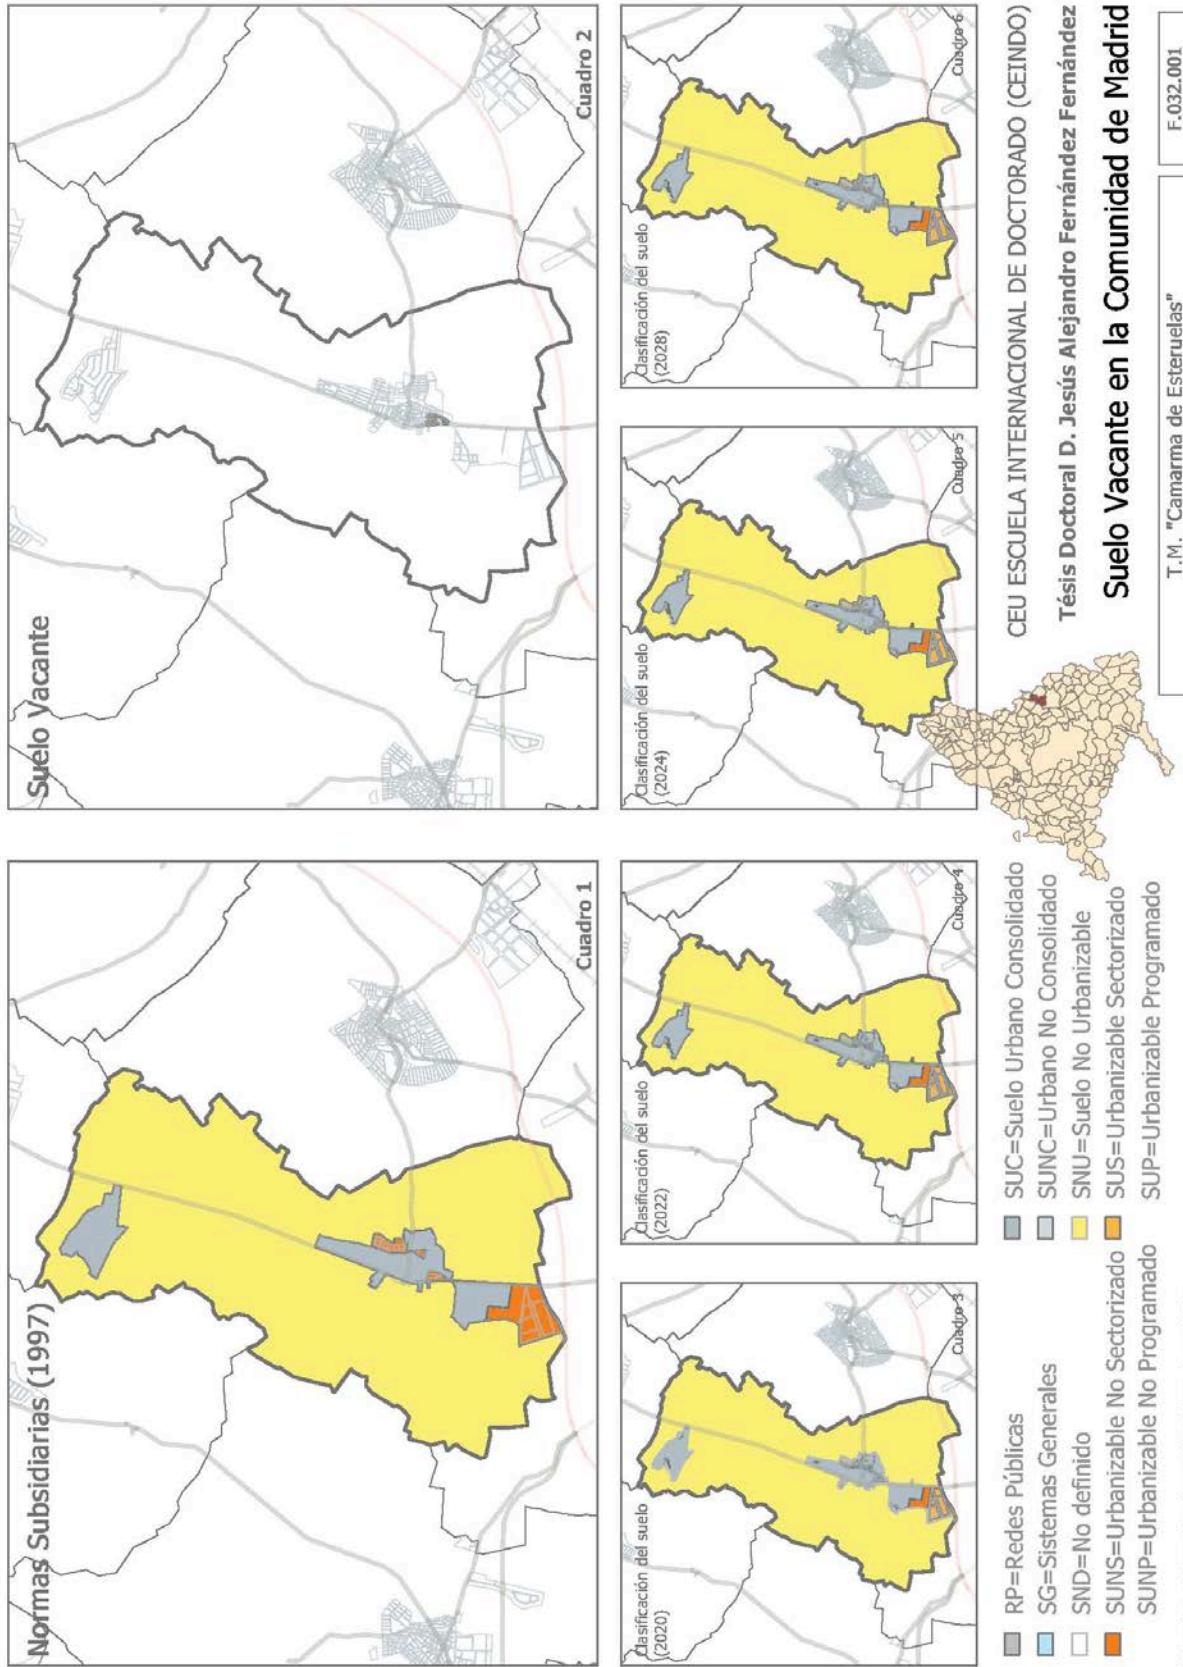 Normas Subsidiarias (1997)
Cuadro 1
Suelo Vacante
Cuadro 2
Clasificación del suelo
(2020)
Cuadro 3
Clasificación del suelo
(2022)
Cuadro 4
Clasificación del suelo
(2024)
Cuadro 5
Clasificación del suelo
(2028)
Cuadro 6
RP=Redes Públicas
SG=Sistemas Generales
SND=No definido
SUNS=Urbanizable No Sectorizado
SUNP=Urbanizable No Programado
SUC=Suelo Urbano Consolidado
SUNC=Urbano No Consolidado
SNU=Suelo No Urbanizable
SUS=Urbanizable Sectorizado
SUP=Urbanizable Programado
CEU ESCUELA INTERNACIONAL DE DOCTORADO (CEINDO)
Tésis Doctoral D. Jesús Alejandro Fernández Fernández
Suelo Vacante en la Comunidad de Madrid
T.M. "Camarma de Esteruelas"
F.032.001